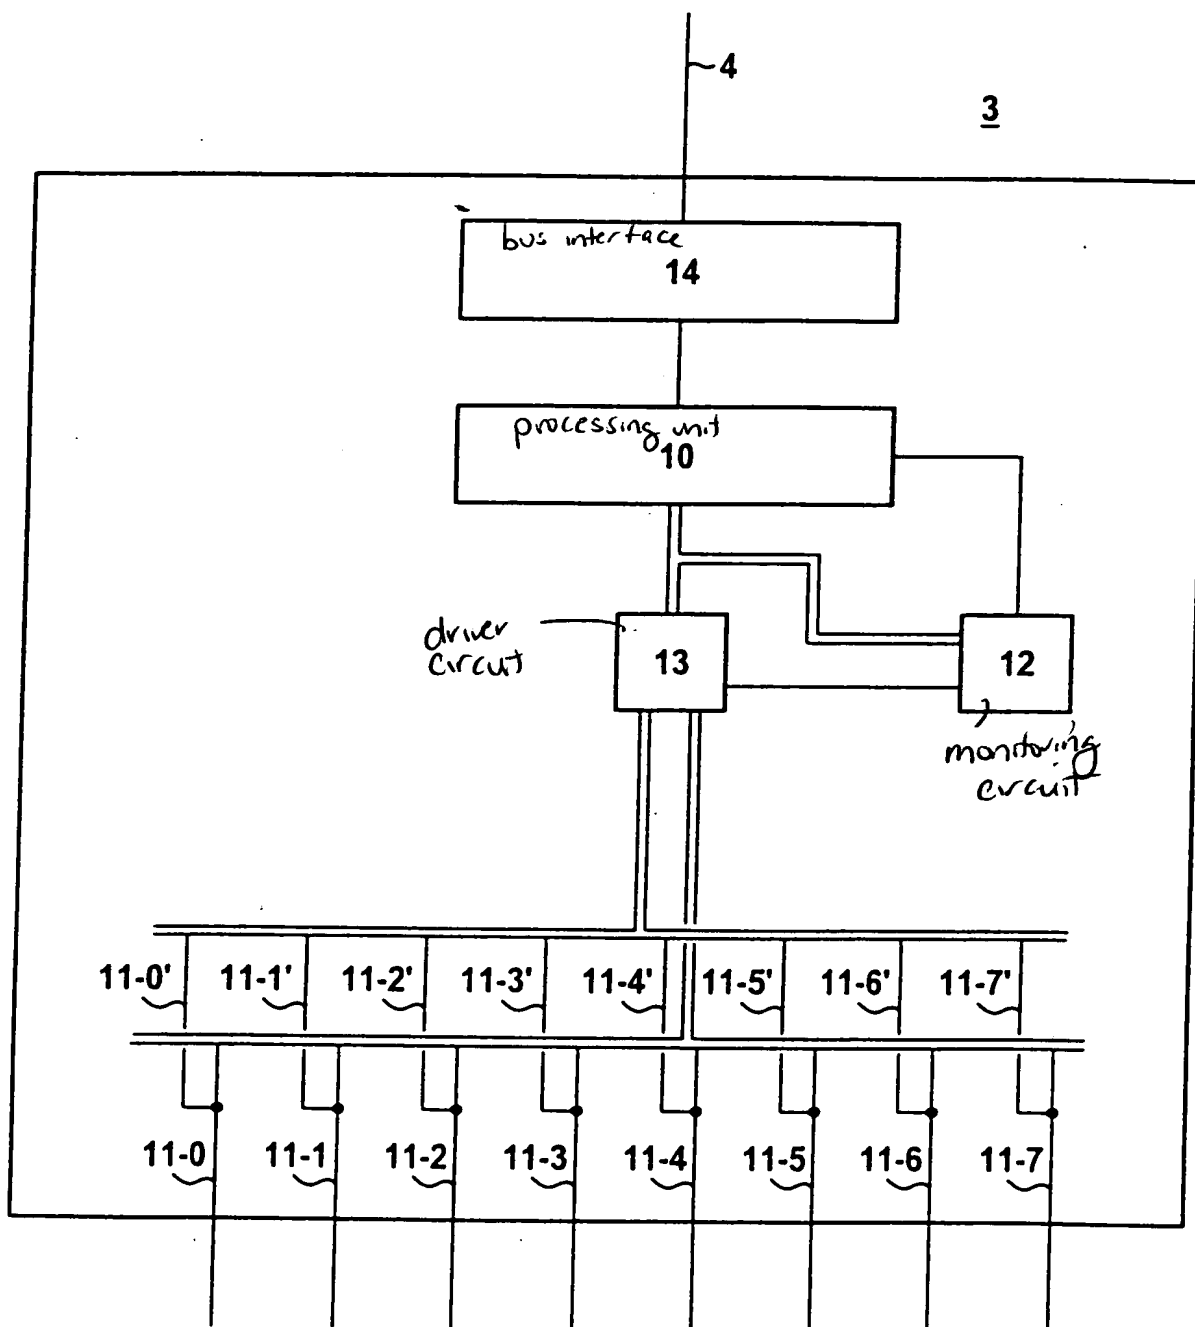 4
3
bus interface
14
processing unit
10
driver
circuit
13
12
monitoring
circuit
11-0' 11-1' 11-2' 11-3' 11-4' 11-5' 11-6' 11-7'
11-0 11-1 11-2 11-3 11-4 11-5 11-6 11-7